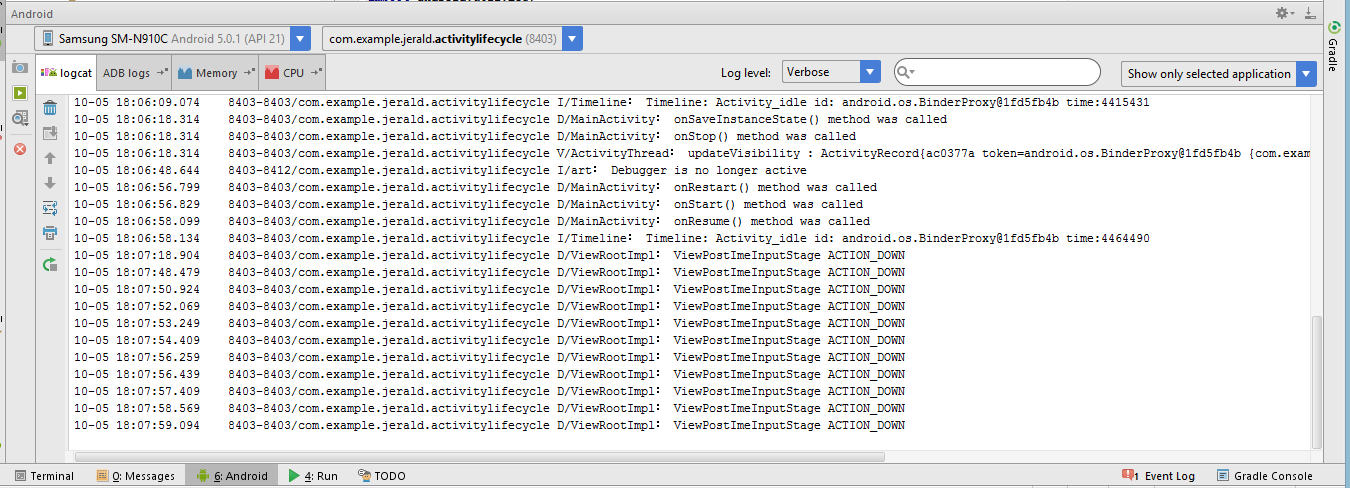 Android
Samsung SM-N910C Android 5.0.1 (API 21) com.example.jerald.activitylifecycle (8403)
logcat ADB logs Memory CPU Log level: Verbose Show only selected application
Gradle
10-05 18:06:09.074 8403-8403/com.example.jerald.activitylifecycle I/Timeline: Timeline: Activity_idle id: android.os.BinderProxy@1fd5fb4b time:4415431
10-05 18:06:18.314 8403-8403/com.example.jerald.activitylifecycle D/MainActivity: onSaveInstanceState() method was called
10-05 18:06:18.314 8403-8403/com.example.jerald.activitylifecycle D/MainActivity: onStop() method was called
10-05 18:06:18.314 8403-8403/com.example.jerald.activitylifecycle V/ActivityThread: updateVisibility : ActivityRecord{ac0377a token=android.os.BinderProxy@1fd5fb4b {com.exam
10-05 18:06:48.644 8403-8412/com.example.jerald.activitylifecycle I/art: Debugger is no longer active
10-05 18:06:56.799 8403-8403/com.example.jerald.activitylifecycle D/MainActivity: onRestart() method was called
10-05 18:06:56.829 8403-8403/com.example.jerald.activitylifecycle D/MainActivity: onStart() method was called
10-05 18:06:58.099 8403-8403/com.example.jerald.activitylifecycle D/MainActivity: onResume() method was called
10-05 18:06:58.134 8403-8403/com.example.jerald.activitylifecycle I/Timeline: Timeline: Activity_idle id: android.os.BinderProxy@1fd5fb4b time:4464490
10-05 18:07:18.904 8403-8403/com.example.jerald.activitylifecycle D/ViewRootImpl: ViewPostImeInputStage ACTION_DOWN
10-05 18:07:48.479 8403-8403/com.example.jerald.activitylifecycle D/ViewRootImpl: ViewPostImeInputStage ACTION_DOWN
10-05 18:07:50.924 8403-8403/com.example.jerald.activitylifecycle D/ViewRootImpl: ViewPostImeInputStage ACTION_DOWN
10-05 18:07:52.069 8403-8403/com.example.jerald.activitylifecycle D/ViewRootImpl: ViewPostImeInputStage ACTION_DOWN
10-05 18:07:53.249 8403-8403/com.example.jerald.activitylifecycle D/ViewRootImpl: ViewPostImeInputStage ACTION_DOWN
10-05 18:07:54.409 8403-8403/com.example.jerald.activitylifecycle D/ViewRootImpl: ViewPostImeInputStage ACTION_DOWN
10-05 18:07:56.259 8403-8403/com.example.jerald.activitylifecycle D/ViewRootImpl: ViewPostImeInputStage ACTION_DOWN
10-05 18:07:56.439 8403-8403/com.example.jerald.activitylifecycle D/ViewRootImpl: ViewPostImeInputStage ACTION_DOWN
10-05 18:07:57.409 8403-8403/com.example.jerald.activitylifecycle D/ViewRootImpl: ViewPostImeInputStage ACTION_DOWN
10-05 18:07:58.569 8403-8403/com.example.jerald.activitylifecycle D/ViewRootImpl: ViewPostImeInputStage ACTION_DOWN
10-05 18:07:59.094 8403-8403/com.example.jerald.activitylifecycle D/ViewRootImpl: ViewPostImeInputStage ACTION_DOWN
Terminal 0: Messages 6: Android 4: Run TODO 1 Event Log Gradle Console